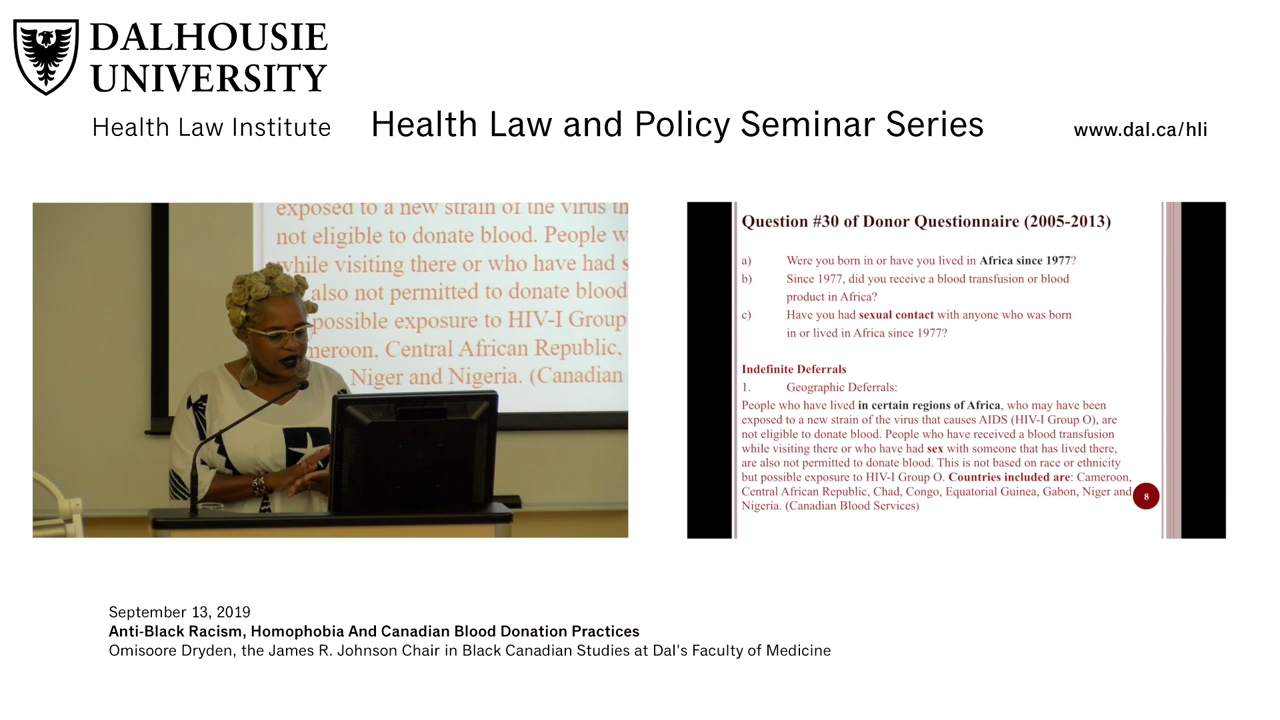 DALHOUSIE
UNIVERSITY
Health Law Institute
Health Law and Policy Seminar Series
www.dal.ca/hli
exposed to a new strain of the virus th
not eligible to donate blood. People w
while visiting there or who have had s
also not permitted to donate blood
possible exposure to HIV-I Group
meroon, Central African Republic,
Niger and Nigeria. (Canadian
Question #30 of Donor Questionnaire (2005-2013)
a) Were you born in or have you lived in Africa since 1977?
b) Since 1977, did you receive a blood transfusion or blood
product in Africa?
c) Have you had sexual contact with anyone who was born
in or lived in Africa since 1977?
Indefinite Deferrals
1. Geographic Deferrals:
People who have lived in certain regions of Africa, who may have been
exposed to a new strain of the virus that causes AIDS (HIV-I Group O), are
not eligible to donate blood. People who have received a blood transfusion
while visiting there or who have had sex with someone that has lived there,
are also not permitted to donate blood. This is not based on race or ethnicity
but possible exposure to HIV-I Group O. Countries included are: Cameroon,
Central African Republic, Chad, Congo, Equatorial Guinea, Gabon, Niger and
Nigeria. (Canadian Blood Services)
8
September 13, 2019
Anti-Black Racism, Homophobia And Canadian Blood Donation Practices
Omisoore Dryden, the James R. Johnson Chair in Black Canadian Studies at Dal's Faculty of Medicine